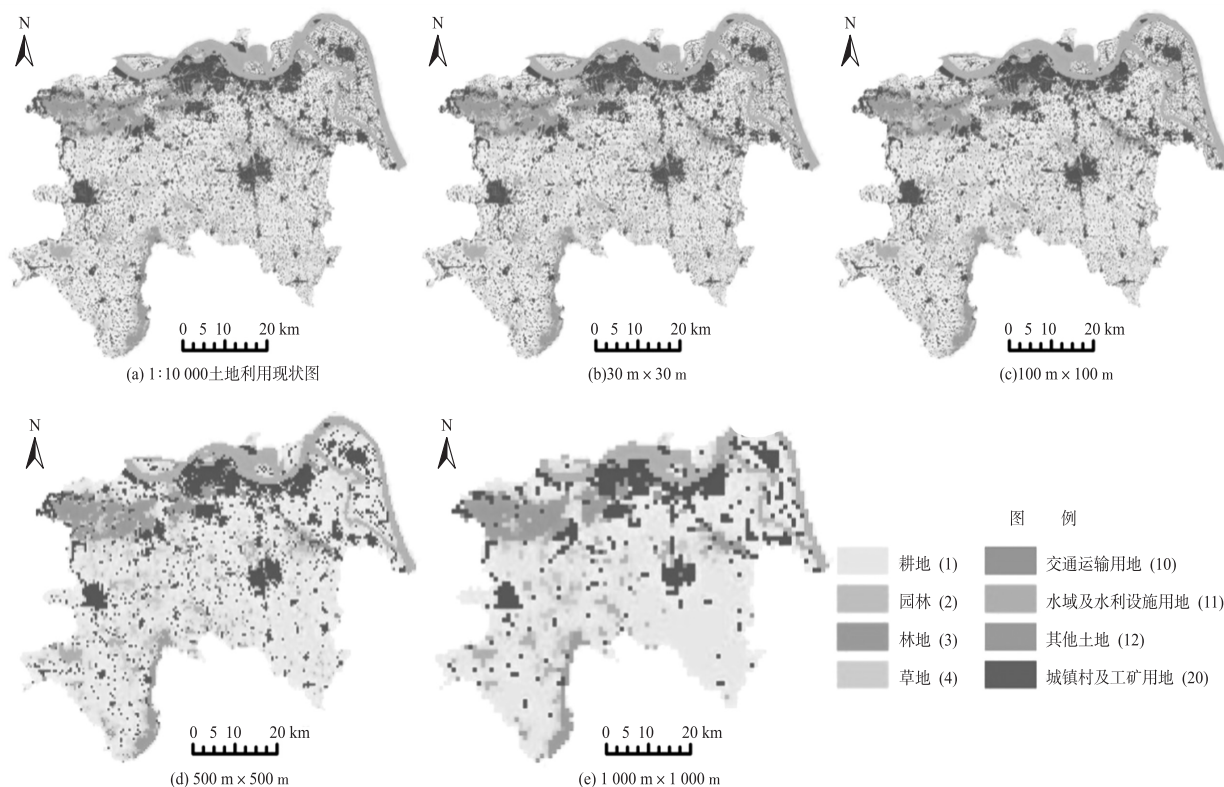 N
N
N
0 5 10 20 km
0 5 10 20 km
0 5 10 20 km
(a) 1∶10 000土地利用现状图
(b)30 m × 30 m
(c)100 m × 100 m
N
N
图 例
耕地 (1)
交通运输用地 (10)
园林 (2)
水域及水利设施用地 (11)
林地 (3)
其他土地 (12)
草地 (4)
城镇村及工矿用地 (20)
0 5 10 20 km
0 5 10 20 km
(d) 500 m × 500 m
(e) 1 000 m × 1 000 m